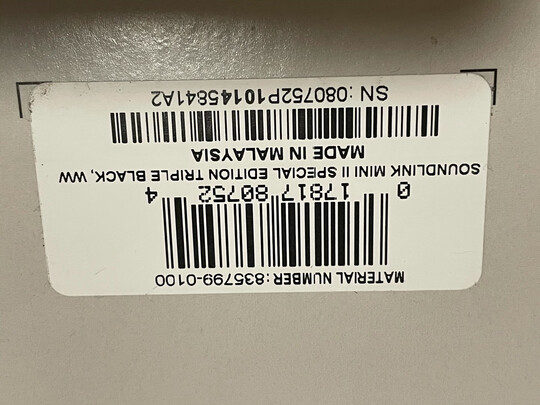 MATERIAL NUMBER: 835799-0100
0 17817 80752 4
SOUNDLINK MINI II SPECIAL EDITION TRIPLE BLACK, WW
MADE IN MALAYSIA
SN: 080752P10145841A2